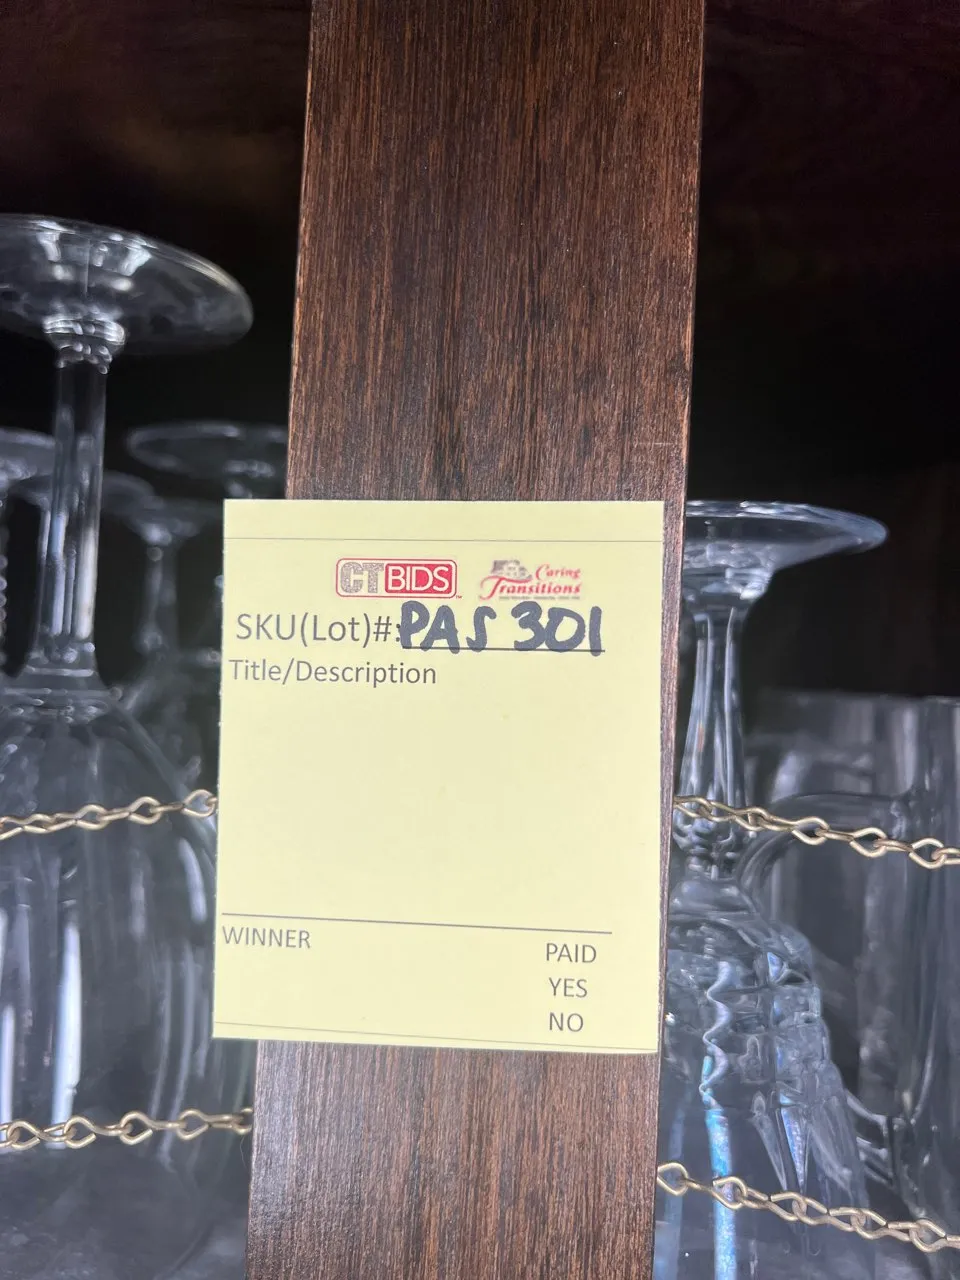 CTBIDS
Caring
Transitions
SKU(Lot)#: PAS 301
Title/Description
WINNER
PAID
YES
NO